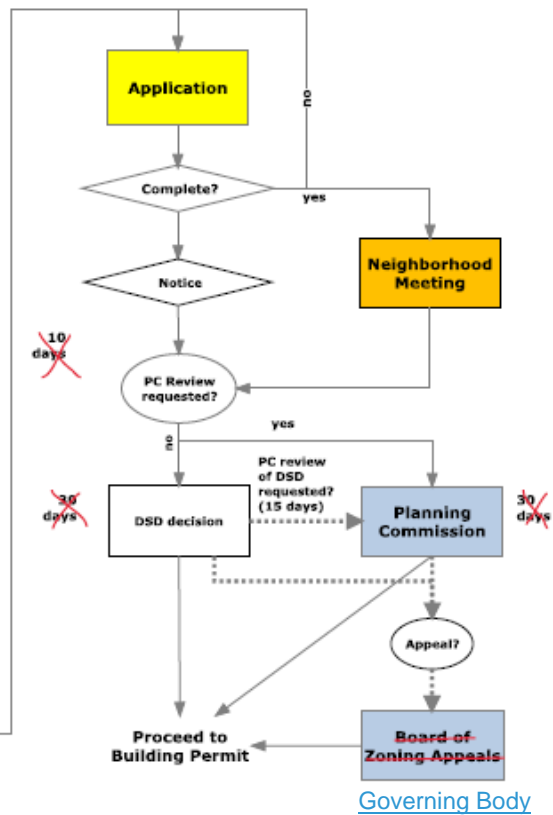 Application
no
Complete?
yes
Neighborhood
Meeting
Notice
10
days
PC Review
requested?
yes
no
PC review
of DSD
requested?
(15 days)
30
days
DSD decision
Planning
Commission
30
days
Appeal?
Proceed to
Building Permit
Board of
Zoning Appeals
Governing Body